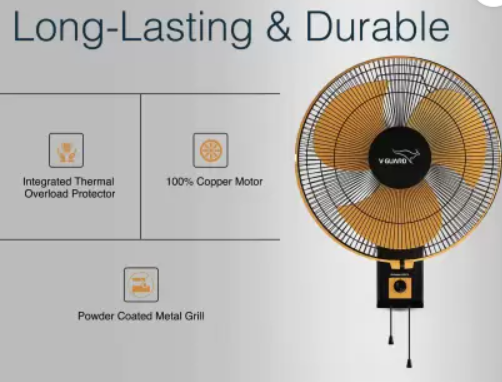 Long-Lasting & Durable
V-GUARD
Integrated Thermal
Overload Protector
100% Copper Motor
Powder Coated Metal Grill